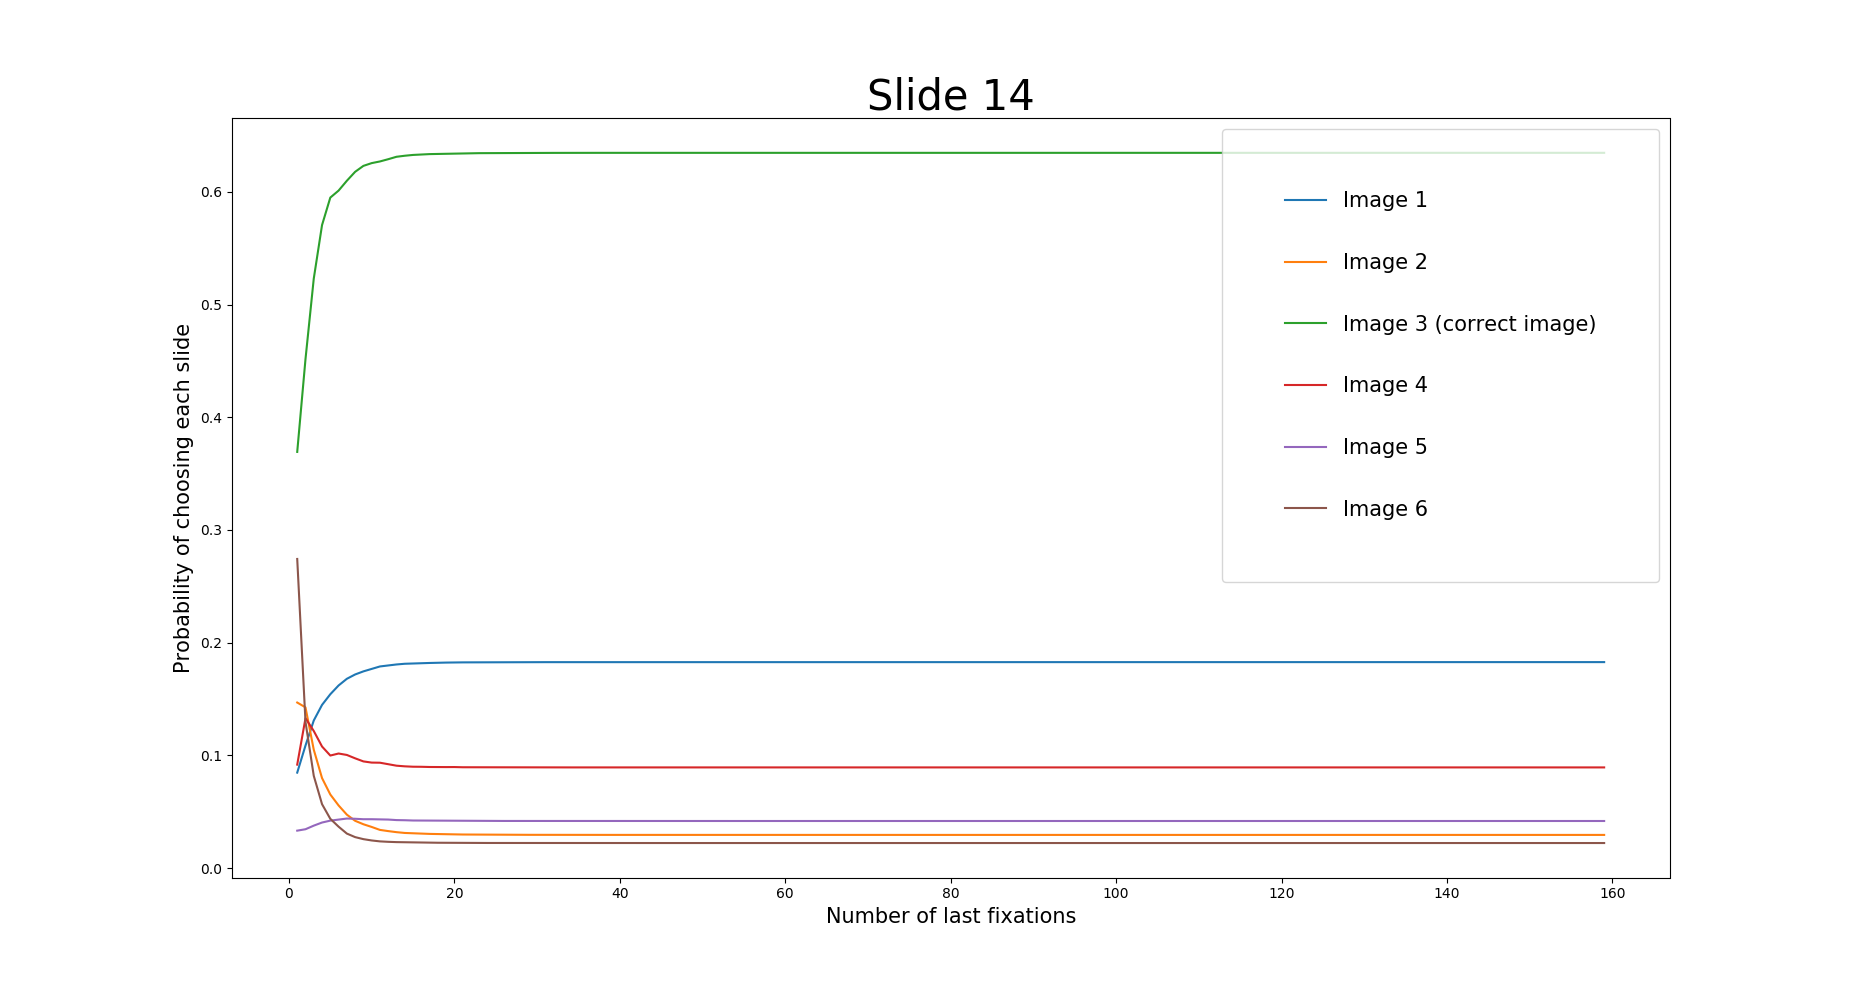 Slide 14
Probability of choosing each slide
0.6
0.5
0.4
0.3
0.2
0.1
0.0
Image 1
Image 2
Image 3 (correct image)
Image 4
Image 5
Image 6
0 20 40 60 80 100 120 140 160
Number of last fixations